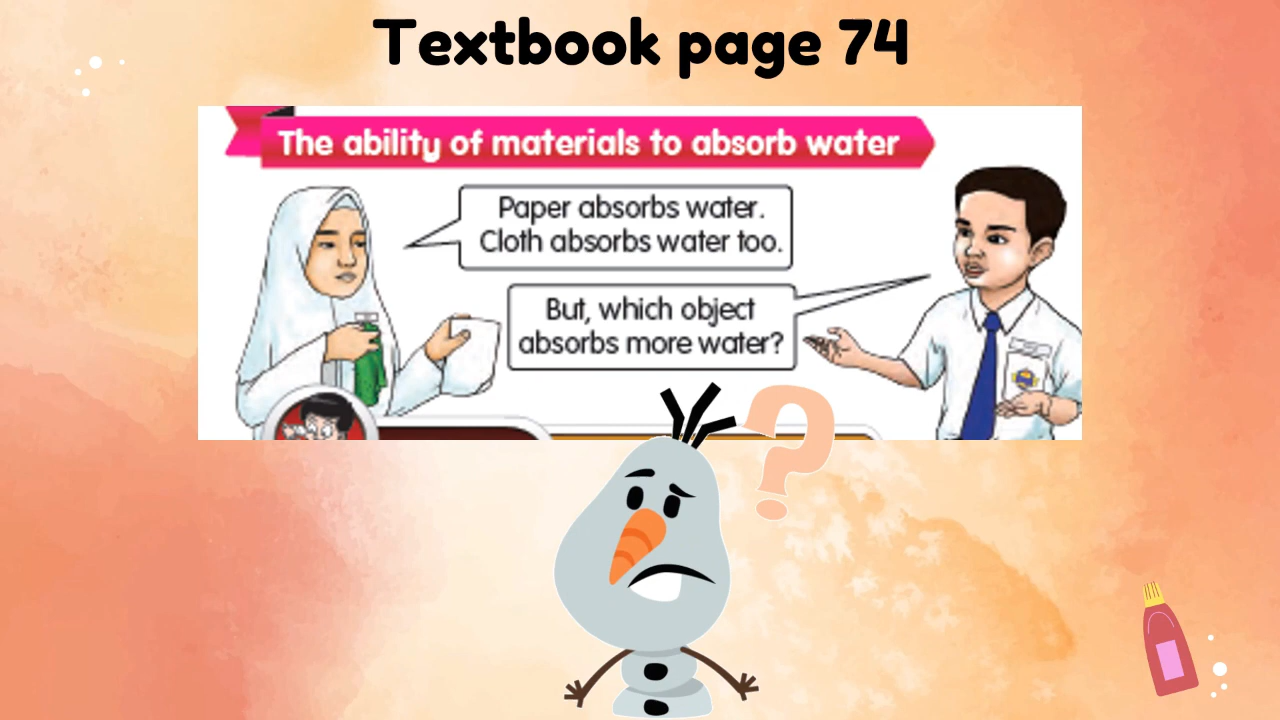 Textbook page 74
The ability of materials to absorb water
Paper absorbs water.
Cloth absorbs water too.
But, which object
absorbs more water?
?